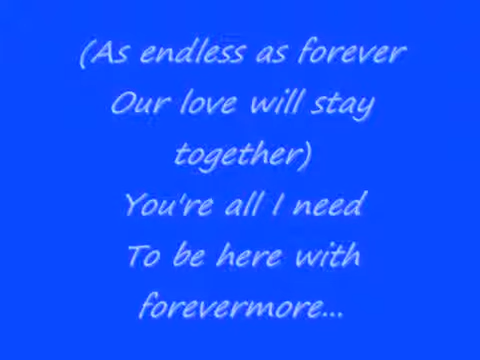 (As endless as forever
Our love will stay
together)
You're all I need
To be here with
forevermore...